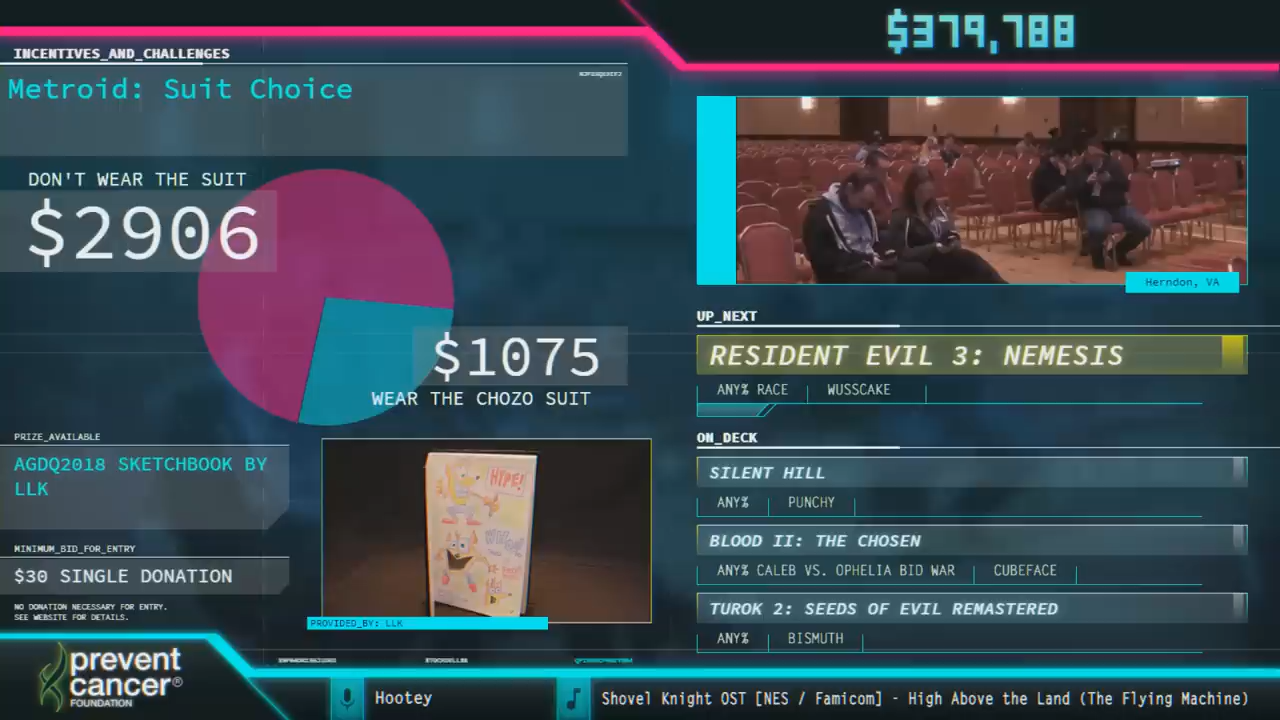 $379,788
INCENTIVES_AND_CHALLENGES
Metroid: Suit Choice
DON'T WEAR THE SUIT
$2906
$1075
WEAR THE CHOZO SUIT
PRIZE_AVAILABLE
AGDQ2018 SKETCHBOOK BY
LLK
MINIMUM_BID_FOR_ENTRY
$30 SINGLE DONATION
NO DONATION NECESSARY FOR ENTRY.
SEE WEBSITE FOR DETAILS.
HYPE!
PROVIDED_BY: LLK
Herndon, VA
UP_NEXT
RESIDENT EVIL 3: NEMESIS
ANY% RACE WUSSCAKE
ON_DECK
SILENT HILL
ANY% PUNCHY
BLOOD II: THE CHOSEN
ANY% CALEB VS. OPHELIA BID WAR CUBEFACE
TUROK 2: SEEDS OF EVIL REMASTERED
ANY% BISMUTH
prevent
cancer®
FOUNDATION
Hootey
Shovel Knight OST [NES / Famicom] - High Above the Land (The Flying Machine)